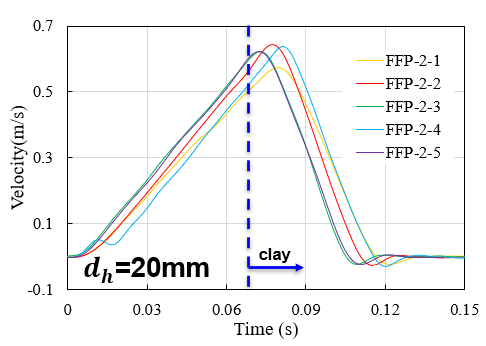 0.7
0.5
0.3
0.1
-0.1
Velocity(m/s)
FFP-2-1
FFP-2-2
FFP-2-3
FFP-2-4
FFP-2-5
clay
d_h=20mm
0
0.03
0.06
0.09
0.12
0.15
Time (s)